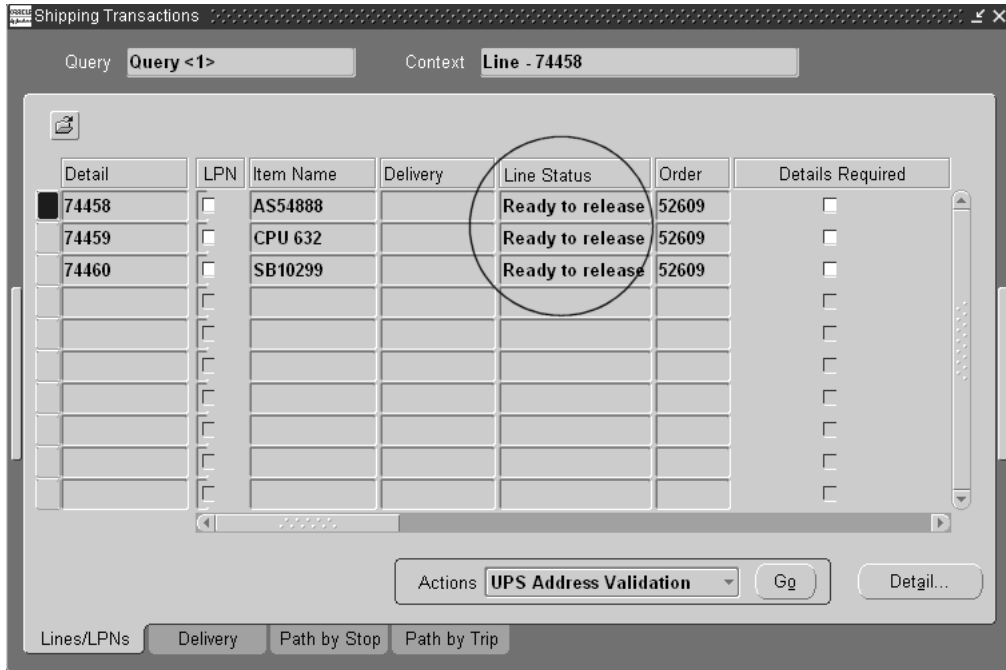 Shipping Transactions
Query Query <1> Context Line - 74458
Detail LPN Item Name Delivery Line Status Order Details Required
74458 AS54888 Ready to release 52609
74459 CPU 632 Ready to release 52609
74460 SB10299 Ready to release 52609
Actions UPS Address Validation Go Detail...
Lines/LPNs Delivery Path by Stop Path by Trip